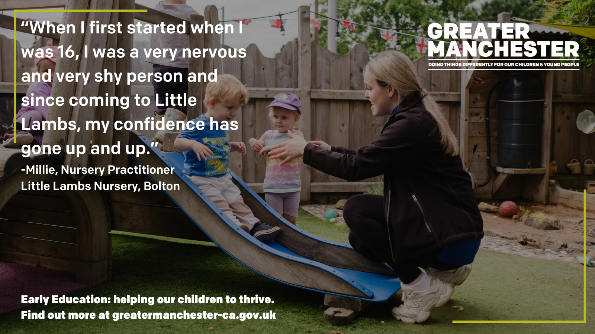 “When I first started when I
was 16, I was a very nervous
and very shy person and
since coming to Little
Lambs, my confidence has
gone up and up.”
-Millie, Nursery Practitioner
Little Lambs Nursery, Bolton
GREATER
MANCHESTER
DOING THINGS DIFFERENTLY FOR OUR CHILDREN & YOUNG PEOPLE
Early Education: helping our children to thrive.
Find out more at greatermanchester-ca.gov.uk